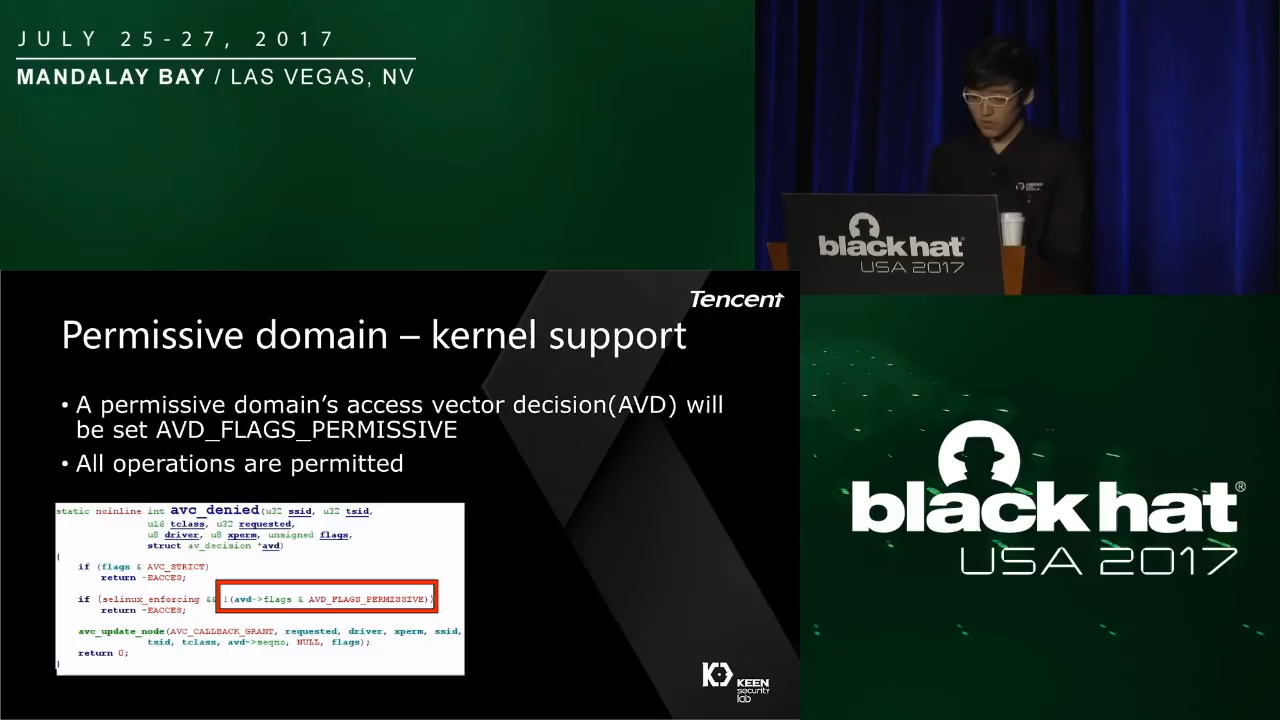 JULY 25-27, 2017
MANDALAY BAY / LAS VEGAS, NV
black hat
USA 2017
Tencent
Permissive domain – kernel support
• A permissive domain's access vector decision(AVD) will
be set AVD_FLAGS_PERMISSIVE
• All operations are permitted
static noinline int avc_denied(u32 ssid, u32 tsid,
u16 tclass, u32 requested,
u8 driver, u8 xperm, unsigned flags,
struct av_decision *avd)
{
if (flags & AVC_STRICT)
return -EACCES;
if (selinux_enforcing && !(avd->flags & AVD_FLAGS_PERMISSIVE))
return -EACCES;
avc_update_node(AVC_CALLBACK_GRANT, requested, driver, xperm, ssid,
tsid, tclass, avd->seqno, NULL, flags);
return 0;
}
KEEN
security
lab
black hat®
USA 2017